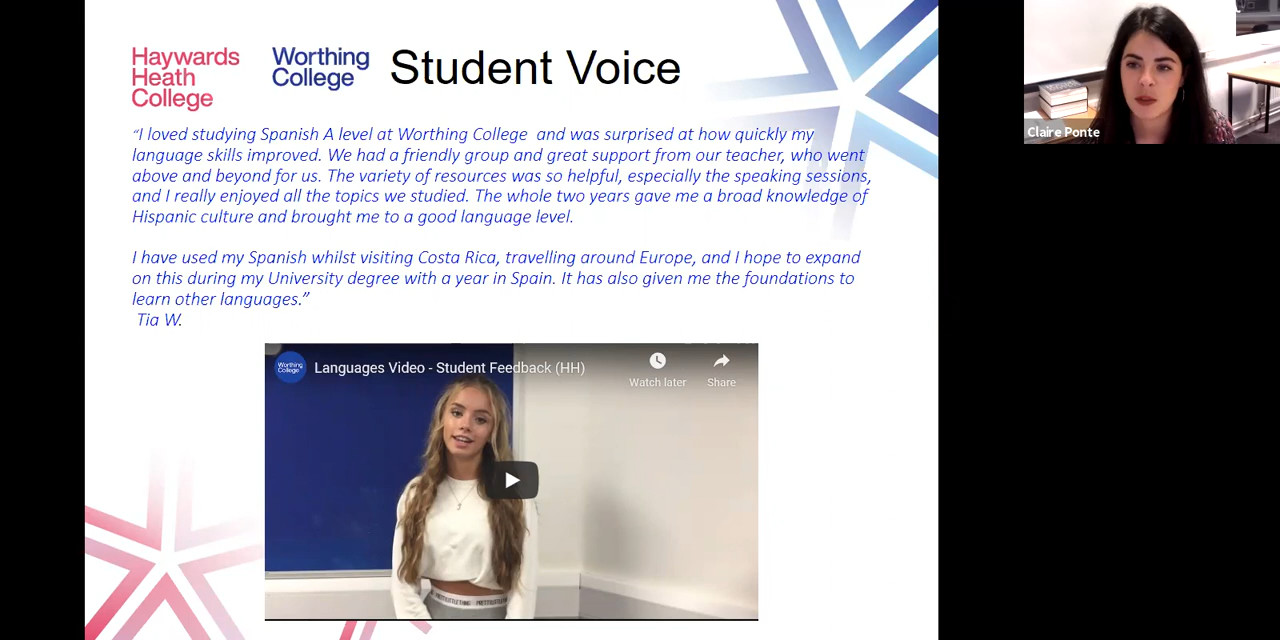 Haywards
Heath
College
Worthing
College
Student Voice
“I loved studying Spanish A level at Worthing College  and was surprised at how quickly my
language skills improved. We had a friendly group and great support from our teacher, who went
above and beyond for us. The variety of resources was so helpful, especially the speaking sessions,
and I really enjoyed all the topics we studied. The whole two years gave me a broad knowledge of
Hispanic culture and brought me to a good language level.
I have used my Spanish whilst visiting Costa Rica, travelling around Europe, and I hope to expand
on this during my University degree with a year in Spain. It has also given me the foundations to
learn other languages.”
Tia W.
Worthing
College
Languages Video - Student Feedback (HH)
Watch later
Share
PRETTYLITTLETHING
Claire Ponte